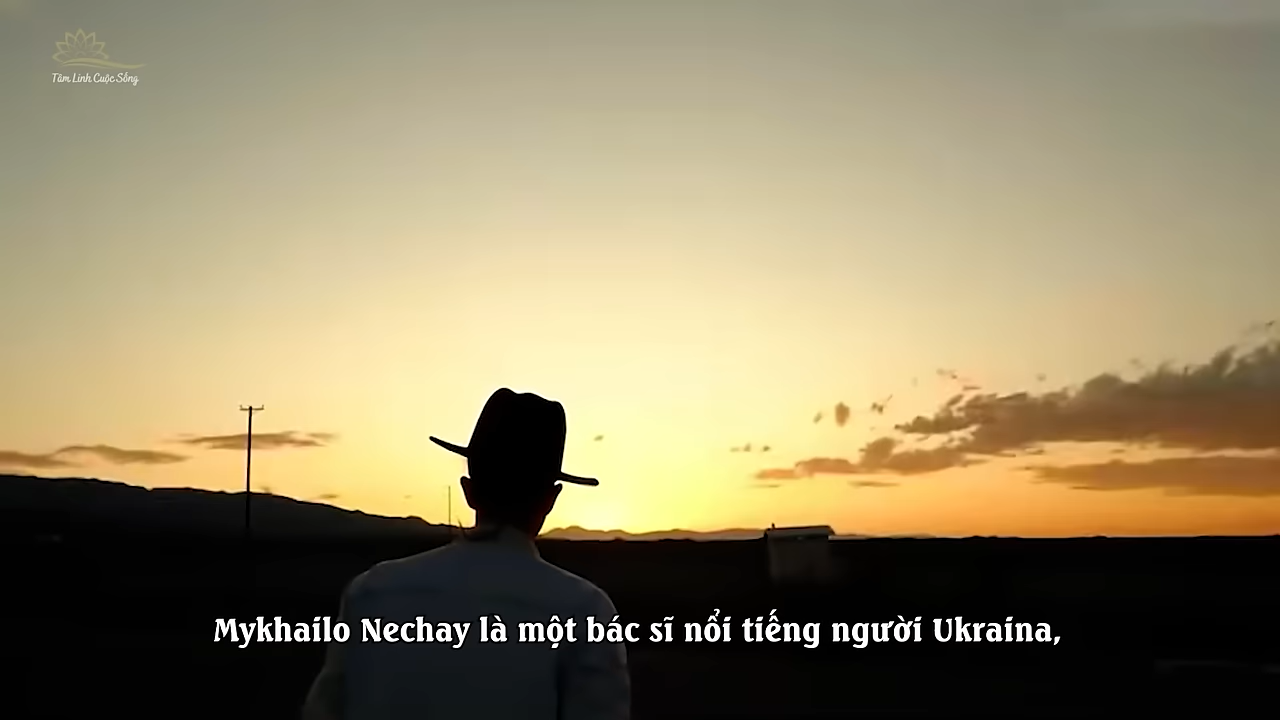 Tâm Linh Cuộc Sống
Mykhailo Nechay là một bác sĩ nổi tiếng người Ukraina,